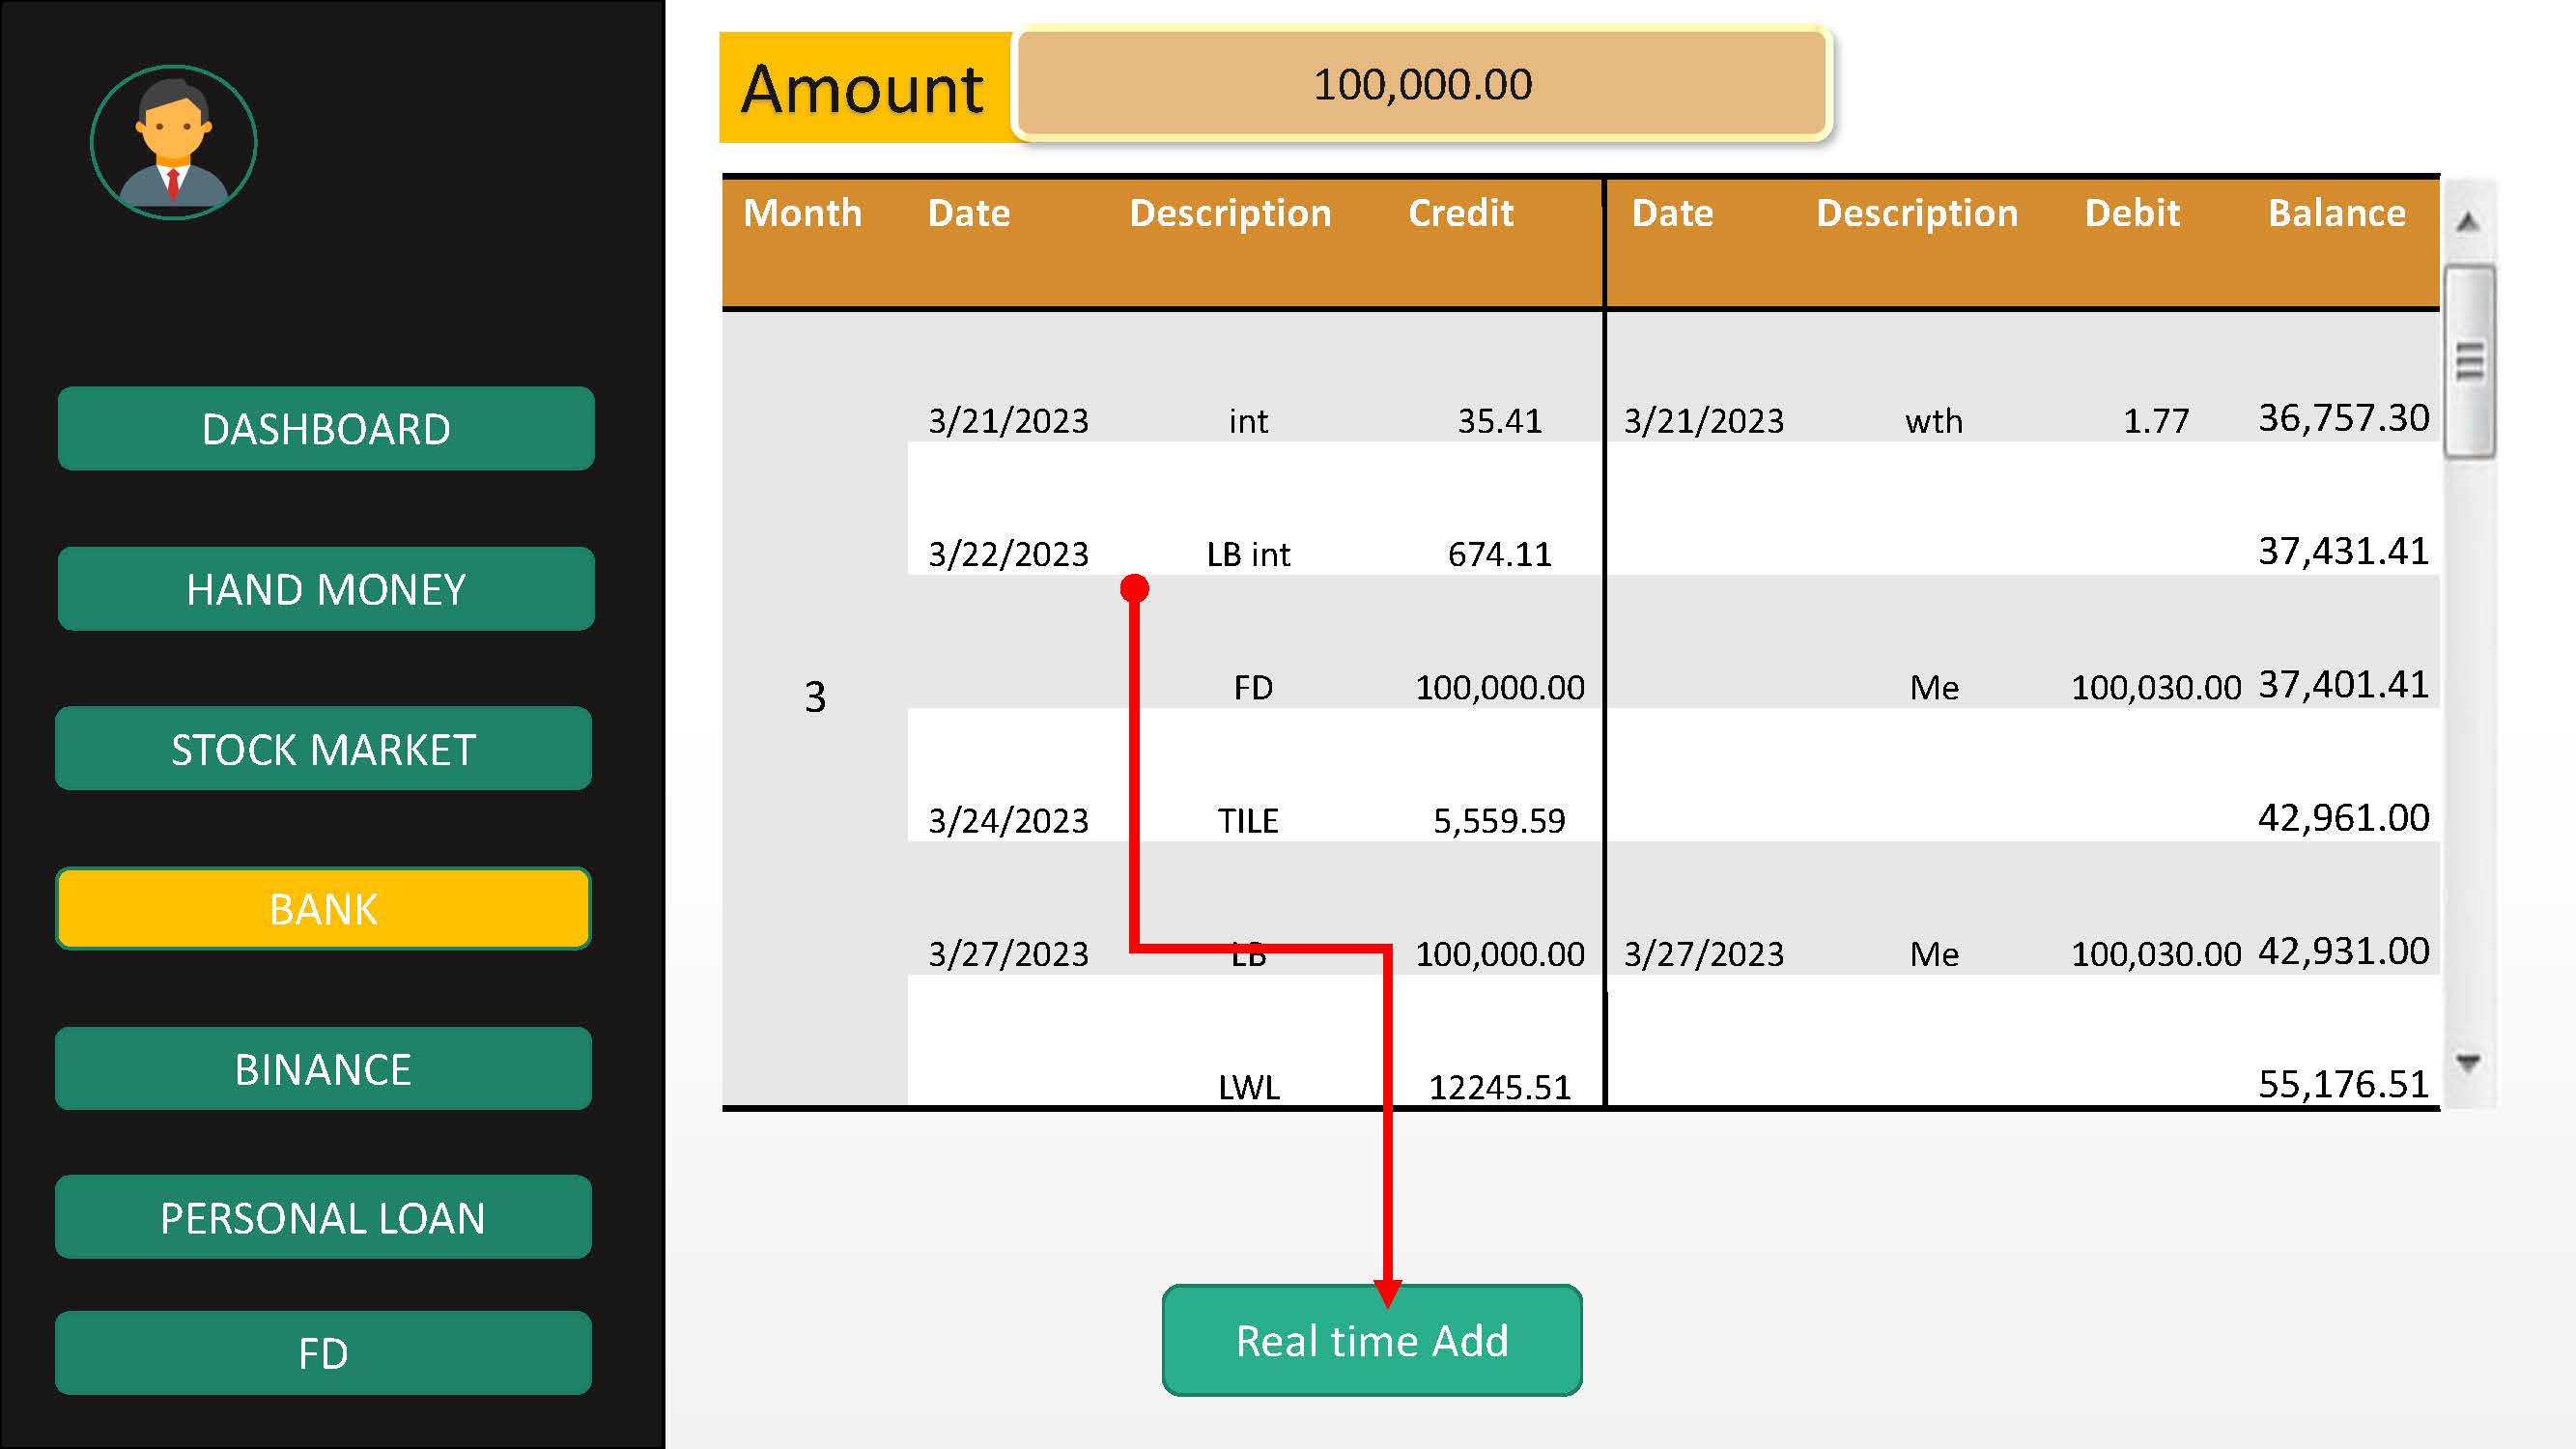 Amount 100,000.00
Month Date Description Credit Date Description Debit Balance
3/21/2023 int 35.41 3/21/2023 wth 1.77 36,757.30
DASHBOARD
3/22/2023 LB int 674.11 37,431.41
HAND MONEY
3 FD 100,000.00 Me 100,030.00 37,401.41
STOCK MARKET
3/24/2023 TILE 5,559.59 42,961.00
BANK
3/27/2023 LB 100,000.00 3/27/2023 Me 100,030.00 42,931.00
BINANCE
LWL 12245.51 55,176.51
PERSONAL LOAN
FD
Real time Add